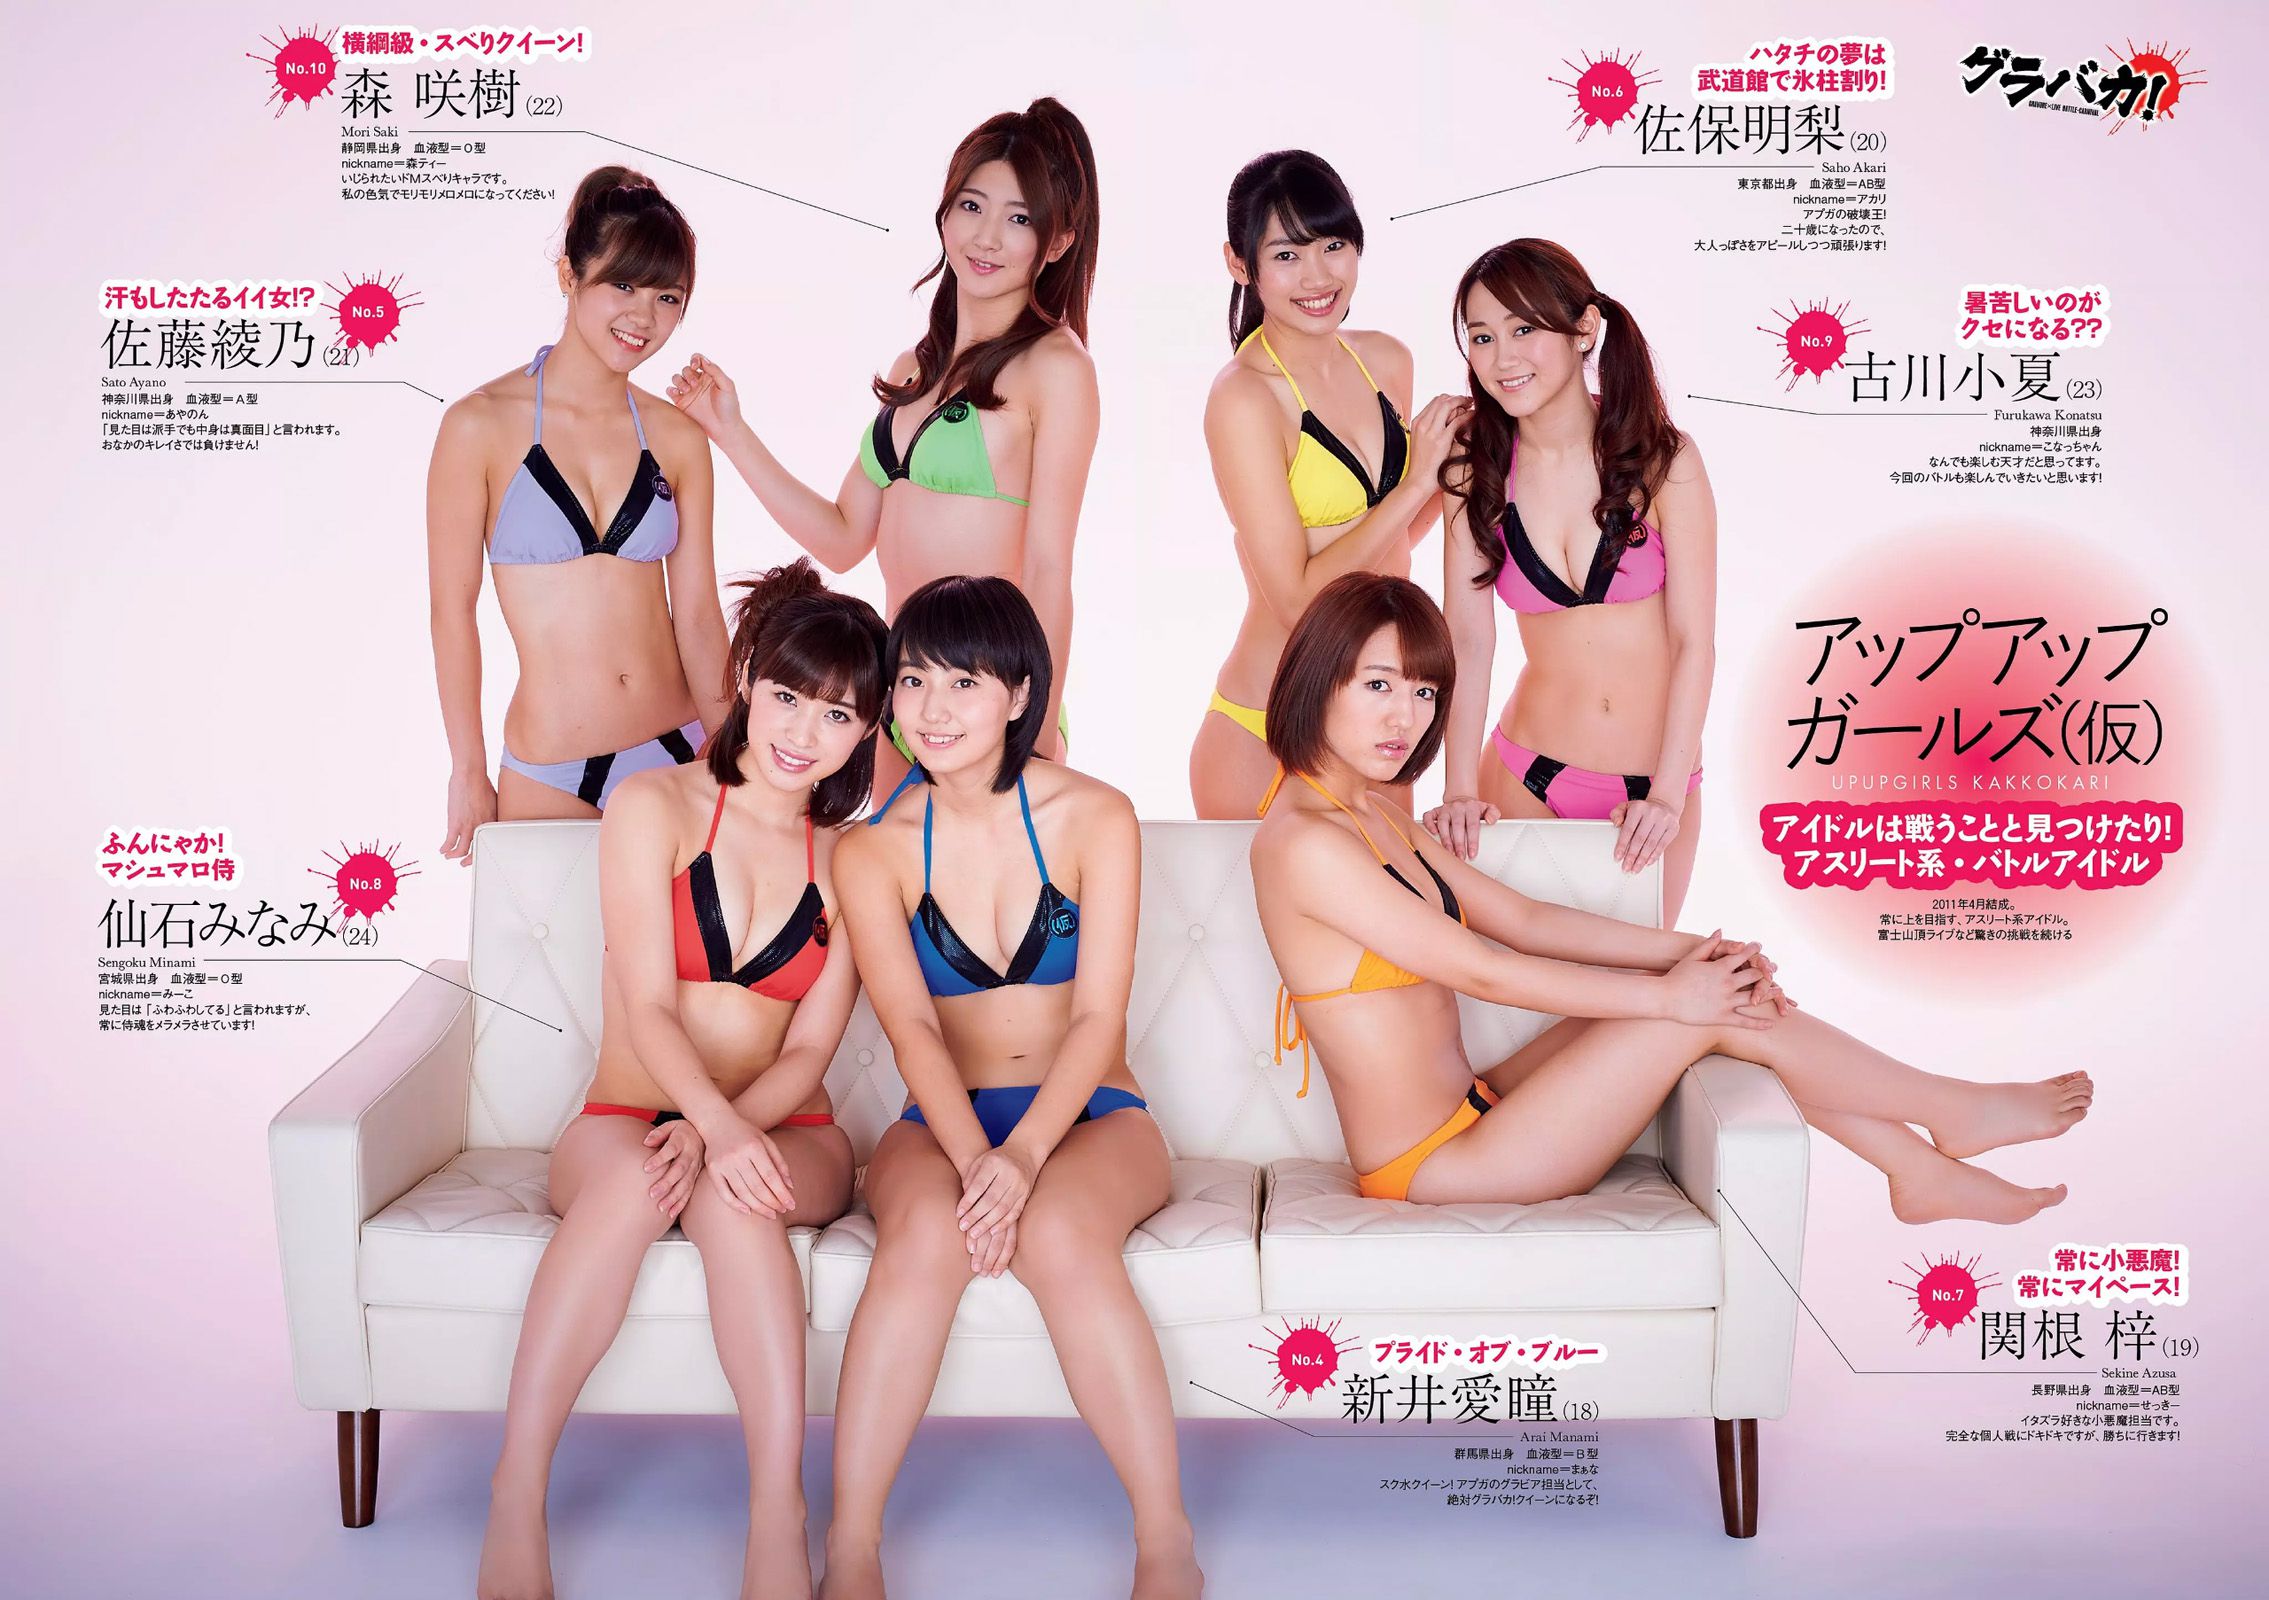 No.10
横綱級・スベりクイーン!
森 咲樹(22)
Mori Saki
静岡県出身　血液型＝O型
nickname＝森ティー
いじられたいドMスベりキャラです。
私の色気でモリモリメロメロになってください!
No.6
ハタチの夢は
武道館で氷柱割り!
佐保明梨(20)
Saho Akari
東京都出身　血液型＝AB型
nickname＝アカリ
アプガの破壊王!
二十歳になったので、
大人っぽさをアピールしつつ頑張ります!
グラバカ!
GRAVURE×LIVE BATTLE-CARNIVAL
No.5
汗もしたたるイイ女!?
佐藤綾乃(21)
Sato Ayano
神奈川県出身　血液型＝A型
nickname＝あやのん
「見た目は派手でも中身は真面目」と言われます。
おなかのキレイさでは負けません!
No.9
暑苦しいのが
クセになる??
古川小夏(23)
Furukawa Konatsu
神奈川県出身
nickname＝こなっちゃん
なんでも楽しむ天才だと思ってます。
今回のバトルも楽しんでいきたいと思います!
アップアップ
ガールズ(仮)
UPUPGIRLS KAKKOKARI
アイドルは戦うことと見つけたり!
アスリート系・バトルアイドル
2011年4月結成。
常に上を目指す、アスリート系アイドル。
富士山頂ライブなど驚きの挑戦を続ける
No.8
ふんにゃか!
マシュマロ侍
仙石みなみ(24)
Sengoku Minami
宮城県出身　血液型＝O型
nickname＝みーこ
見た目は「ふわふわしてる」と言われますが、
常に侍魂をメラメラさせています!
No.7
常に小悪魔!
常にマイペース!
関根 梓(19)
Sekine Azusa
長野県出身　血液型＝AB型
nickname＝せっきー
イタズラ好きな小悪魔担当です。
完全な個人戦にドキドキですが、勝ちに行きます!
No.4
プライド・オブ・ブルー
新井愛瞳(18)
Arai Manami
群馬県出身　血液型＝B型
nickname＝まぁな
スク水クイーン! アプガのグラビア担当として、
絶対グラバカ!クイーンになるぞ!
(仮)
(仮)
(仮)
(仮)